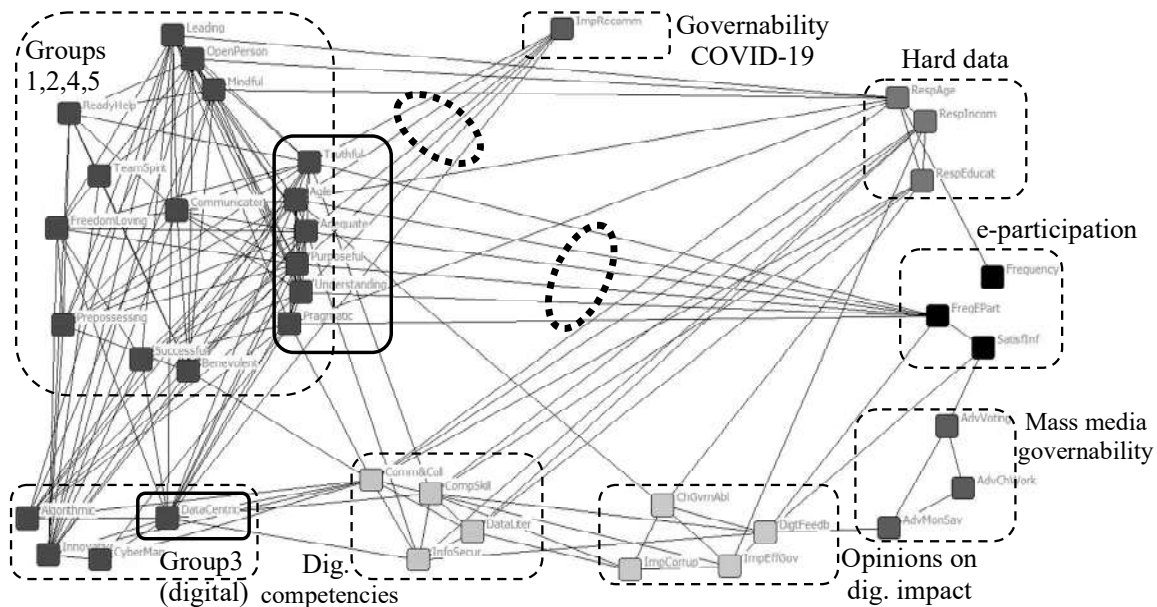 Leading
ImpRecomm
Governability
COVID-19
Groups
1,2,4,5
OpenPerson
Mindful
Hard data
RespAge
RespIncom
ReadyHelp
Truthful
TeamSpirit
RespEducat
Agile
Communicator
FreedomLoving
Adequate
e-participation
Purposeful
Frequency
Understanding
FreqEPart
Prepossessing
Pragmatic
SatisfInf
Successful
Benevolent
AdvVoting
Mass media
governability
Comm&Coll
CompSkil
AdvChWork
ChGvrnAbl
Algorithmic
DataCentric
DataLiter
DigtFeedb
AdvMonSav
Innovator
CyberMan
InfoSecur
ImpCorrup
ImpEffGov
Group3
(digital)
Dig.
competencies
Opinions on
dig. impact